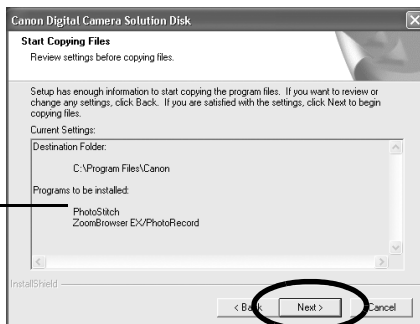 Canon Digital Camera Solution Disk
Start Copying Files
Review settings before copying files.
Setup has enough information to start copying the program files. If you want to review or
change any settings, click Back. If you are satisfied with the settings, click Next to begin
copying files.
Current Settings:
Destination Folder:
C:\Program Files\Canon
Programs to be installed:
PhotoStitch
ZoomBrowser EX/PhotoRecord
InstallShield
< Back
Next >
Cancel